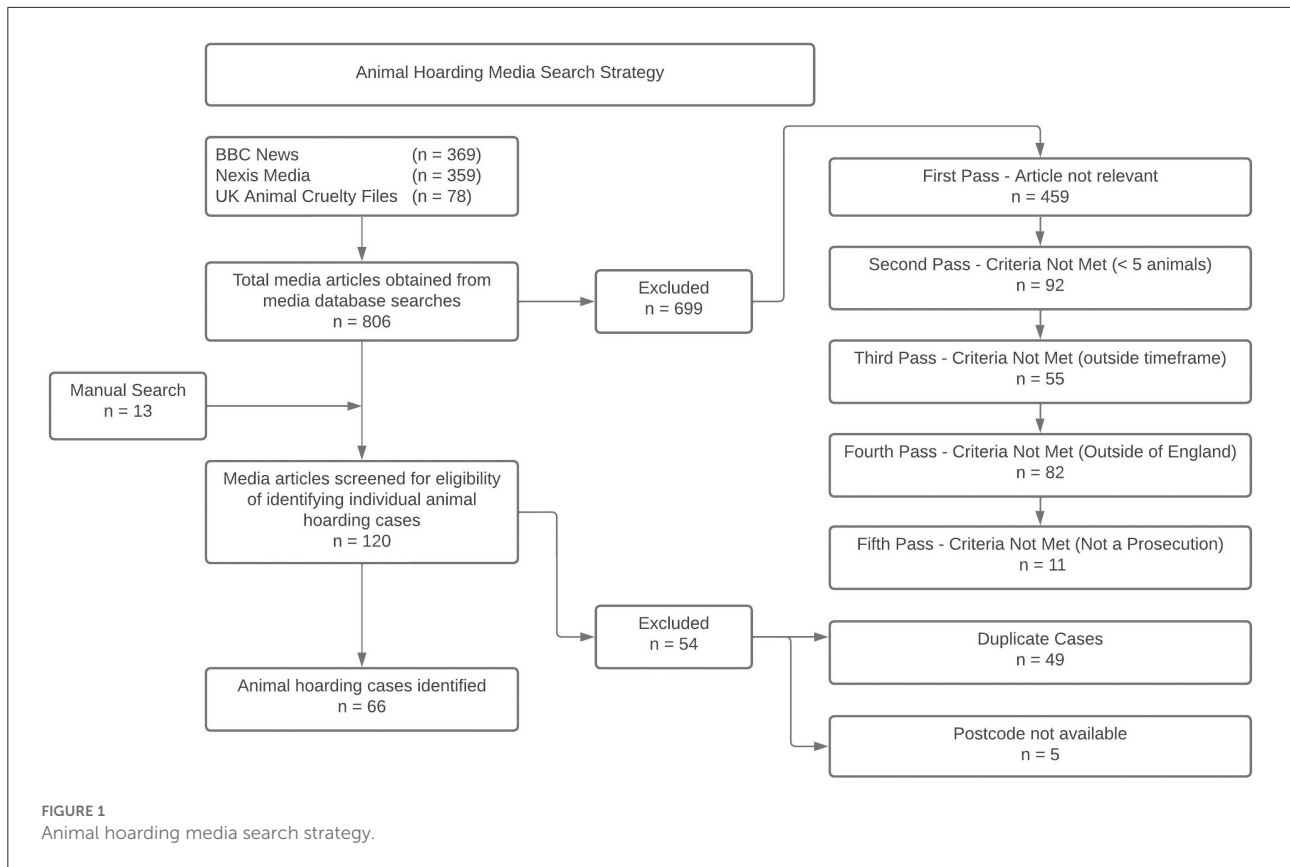 Animal Hoarding Media Search Strategy
BBC News (n = 369)
Nexis Media (n = 359)
UK Animal Cruelty Files (n = 78)
Total media articles obtained from
media database searches
n = 806
Excluded
n = 699
First Pass - Article not relevant
n = 459
Second Pass - Criteria Not Met (< 5 animals)
n = 92
Third Pass - Criteria Not Met (outside timeframe)
n = 55
Fourth Pass - Criteria Not Met (Outside of England)
n = 82
Fifth Pass - Criteria Not Met (Not a Prosecution)
n = 11
Manual Search
n = 13
Media articles screened for eligibility
of identifying individual animal
hoarding cases
n = 120
Excluded
n = 54
Duplicate Cases
n = 49
Postcode not available
n = 5
Animal hoarding cases identified
n = 66
FIGURE 1
Animal hoarding media search strategy.